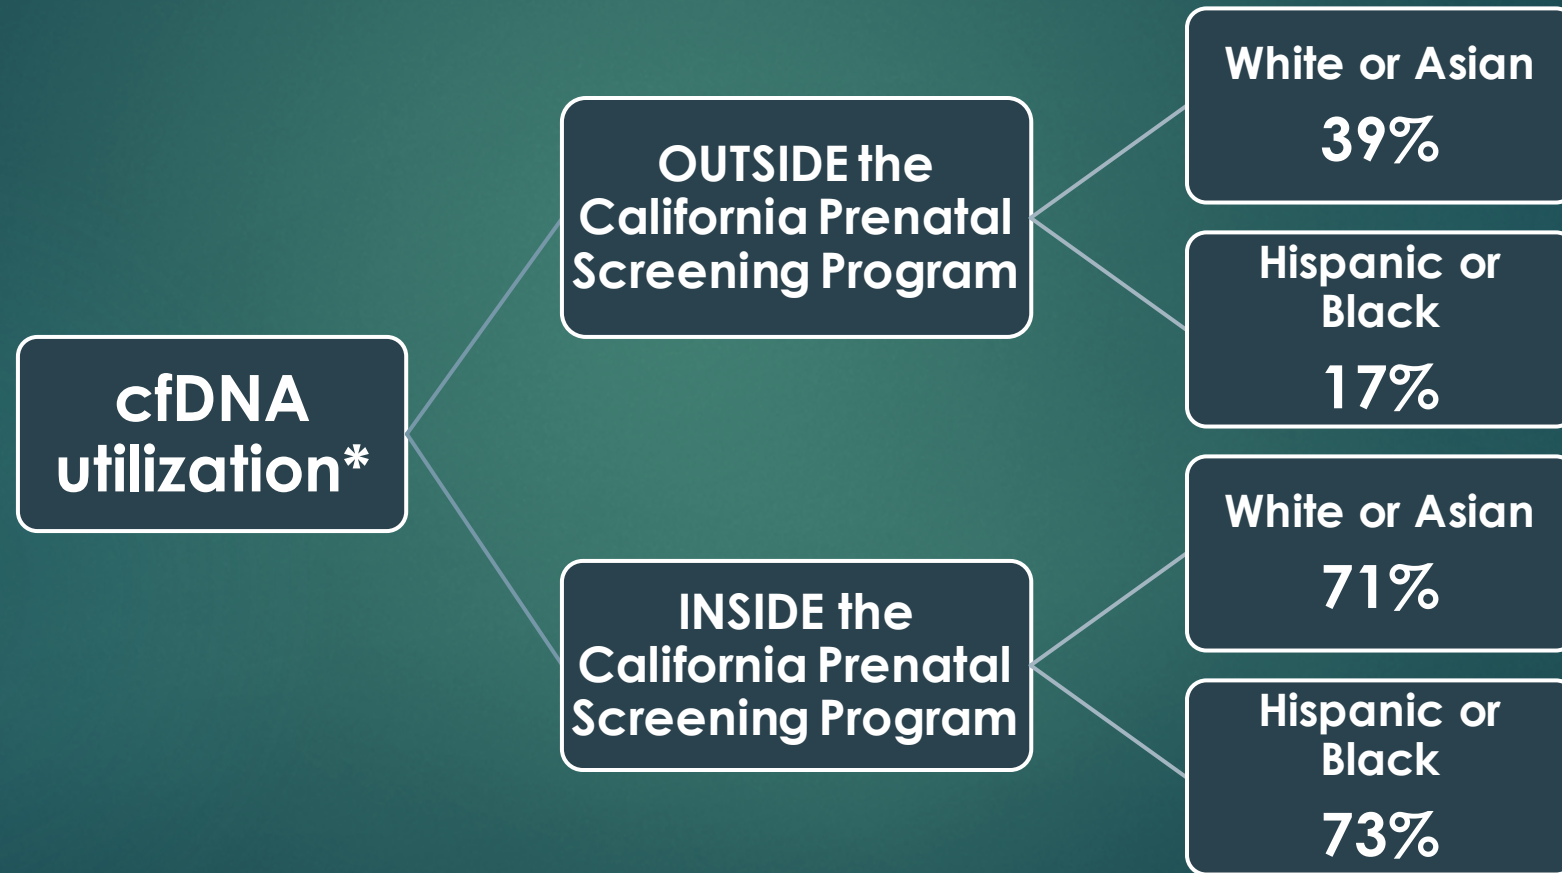 cfDNA
utilization*
OUTSIDE the
California Prenatal
Screening Program
White or Asian
39%
Hispanic or
Black
17%
INSIDE the
California Prenatal
Screening Program
White or Asian
71%
Hispanic or
Black
73%